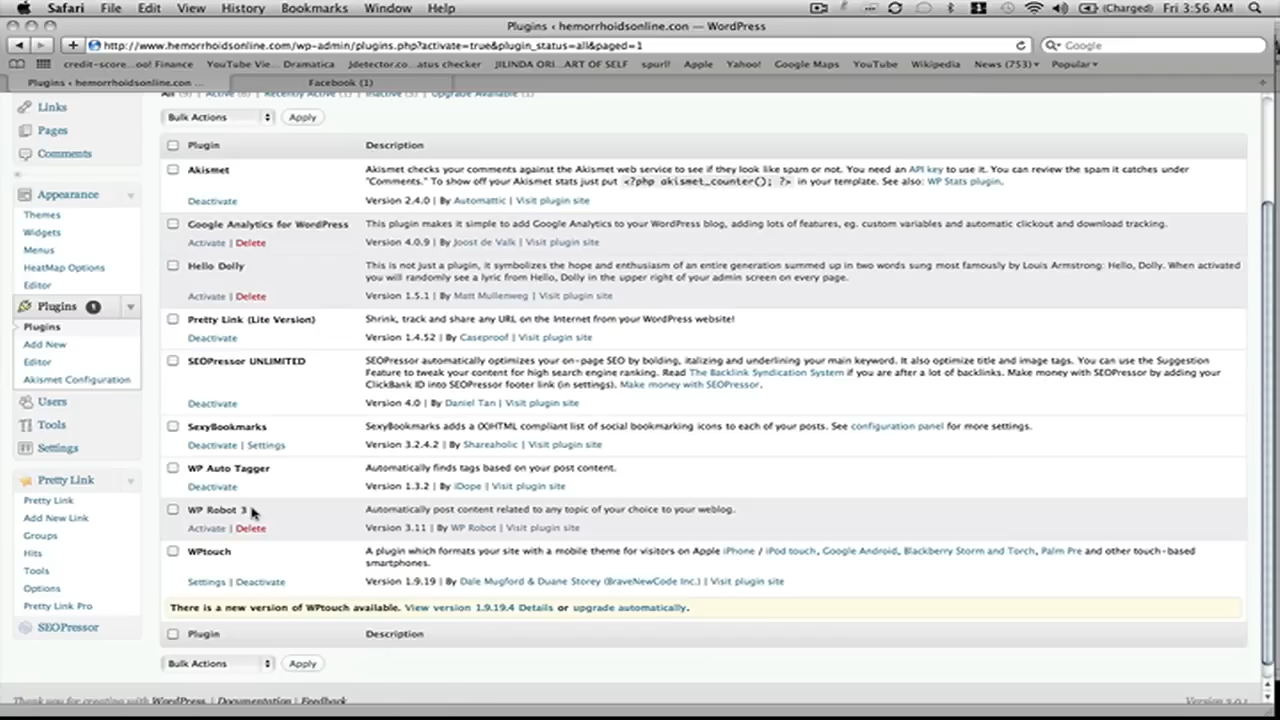 Safari File Edit View History Bookmarks Window Help (Charged) Fri 3:56 AM
Plugins ‹ hemorrhoidsonline.con — WordPress
http://www.hemorrhoidsonline.com/wp-admin/plugins.php?activate=true&plugin_status=all&paged=1 Google
credit-score...oo! Finance YouTube Vie... Dramatica Jdetector.co...atus checker JILINDA ORI...ART OF SELF spurl! Apple Yahoo! Google Maps YouTube Wikipedia News (753) Popular
Plugins ‹ hemorrhoidsonline.con ... Facebook (1)
Links
Pages
Comments
Appearance
Themes
Widgets
Menus
HeatMap Options
Editor
Plugins 1
Plugins
Add New
Editor
Akismet Configuration
Users
Tools
Settings
Pretty Link
Pretty Link
Add New Link
Groups
Hits
Tools
Options
Pretty Link Pro
SEOPressor
Bulk Actions Apply
Plugin Description
Akismet Akismet checks your comments against the Akismet web service to see if they look like spam or not. You need an API key to use it. You can review the spam it catches under
"Comments." To show off your Akismet stats just put <?php akismet_counter(); ?> in your template. See also: WP Stats plugin.
Deactivate Version 2.4.0 | By Automattic | Visit plugin site
Google Analytics for WordPress This plugin makes it simple to add Google Analytics to your WordPress blog, adding lots of features, eg. custom variables and automatic clickout and download tracking.
Activate | Delete Version 4.0.9 | By Joost de Valk | Visit plugin site
Hello Dolly This is not just a plugin, it symbolizes the hope and enthusiasm of an entire generation summed up in two words sung most famously by Louis Armstrong: Hello, Dolly. When activated
you will randomly see a lyric from Hello, Dolly in the upper right of your admin screen on every page.
Activate | Delete Version 1.5.1 | By Matt Mullenweg | Visit plugin site
Pretty Link (Lite Version) Shrink, track and share any URL on the Internet from your WordPress website!
Deactivate Version 1.4.52 | By Caseproof | Visit plugin site
SEOPressor UNLIMITED SEOPressor automatically optimizes your on-page SEO by bolding, italizing and underlining your main keyword. It also optimize title and image tags. You can use the Suggestion
Feature to tweak your content for high search engine ranking. Read The Backlink Syndication System if you are after a lot of backlinks. Make money with SEOPressor by adding your
ClickBank ID into SEOPressor footer link (in settings). Make money with SEOPressor.
Deactivate Version 4.0 | By Daniel Tan | Visit plugin site
SexyBookmarks SexyBookmarks adds a (X)HTML compliant list of social bookmarking icons to each of your posts. See configuration panel for more settings.
Deactivate | Settings Version 3.2.4.2 | By Shareaholic | Visit plugin site
WP Auto Tagger Automatically finds tags based on your post content.
Deactivate Version 1.3.2 | By iDope | Visit plugin site
WP Robot 3 Automatically post content related to any topic of your choice to your weblog.
Activate | Delete Version 3.11 | By WP Robot | Visit plugin site
WPtouch A plugin which formats your site with a mobile theme for visitors on Apple iPhone / iPod touch, Google Android, Blackberry Storm and Torch, Palm Pre and other touch-based
smartphones.
Settings | Deactivate Version 1.9.19 | By Dale Mugford & Duane Storey (BraveNewCode Inc.) | Visit plugin site
There is a new version of WPtouch available. View version 1.9.19.4 Details or upgrade automatically.
Plugin Description
Bulk Actions Apply
Thank you for creating with WordPress. | Documentation | Feedback